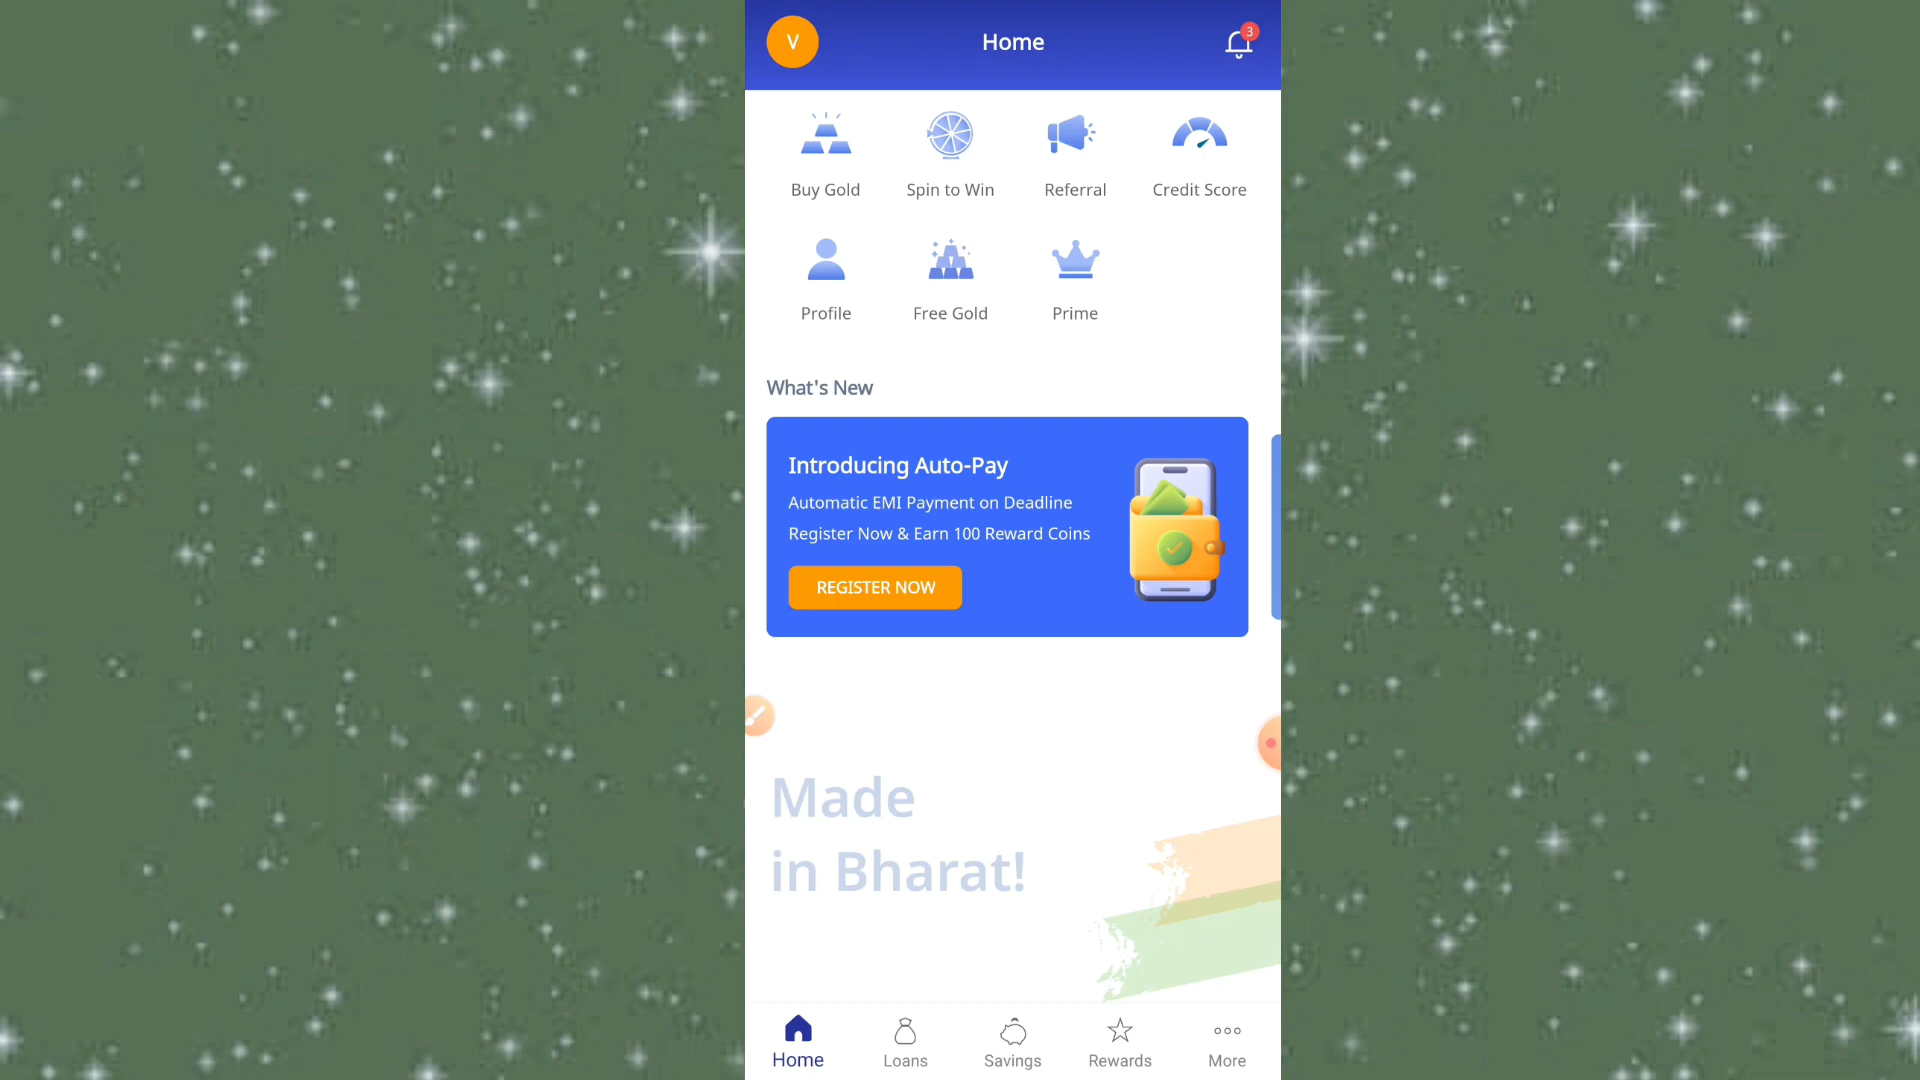 V
Home
3
Buy Gold
Spin to Win
Referral
Credit Score
Profile
Free Gold
Prime
What's New
Introducing Auto-Pay
Automatic EMI Payment on Deadline
Register Now & Earn 100 Reward Coins
REGISTER NOW
Made
in Bharat!
Home
Loans
Savings
Rewards
More